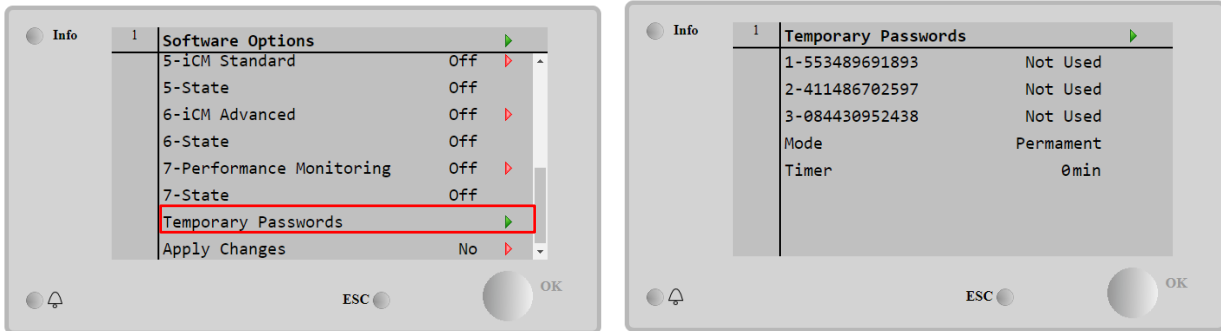 Info
1 Software Options
5-iCM Standard Off
5-State Off
6-iCM Advanced Off
6-State Off
7-Performance Monitoring Off
7-State Off
Temporary Passwords
Apply Changes No
ESC
OK
Info
1 Temporary Passwords
1-553489691893 Not Used
2-411486702597 Not Used
3-084430952438 Not Used
Mode Permament
Timer 0min
ESC
OK